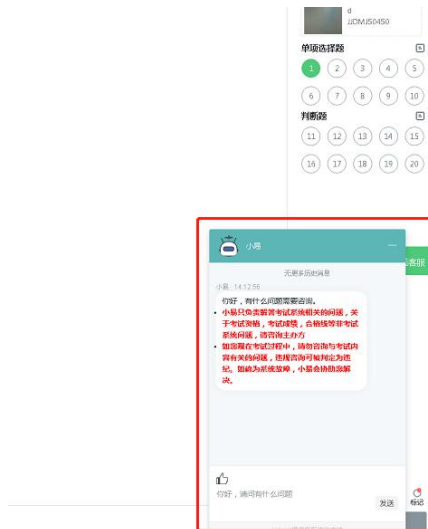 d
JJDMJS0450
单项选择题
1 2 3 4 5
6 7 8 9 10
判断题
11 12 13 14 15
16 17 18 19 20
小易
客服
无更多历史消息
小易 14:12:56
你好，有什么问题需要咨询。
• 小易只负责解答考试系统相关的问题，关
于考试资格，考试成绩，合格线等非考试
系统问题，请咨询主办方
• 如您现在考试过程中，请勿咨询与考试内
容有关的问题，违规咨询可被判定为违
纪。如确为系统故障，小易会协助您解
决。
你好，请问有什么问题
发送
标记